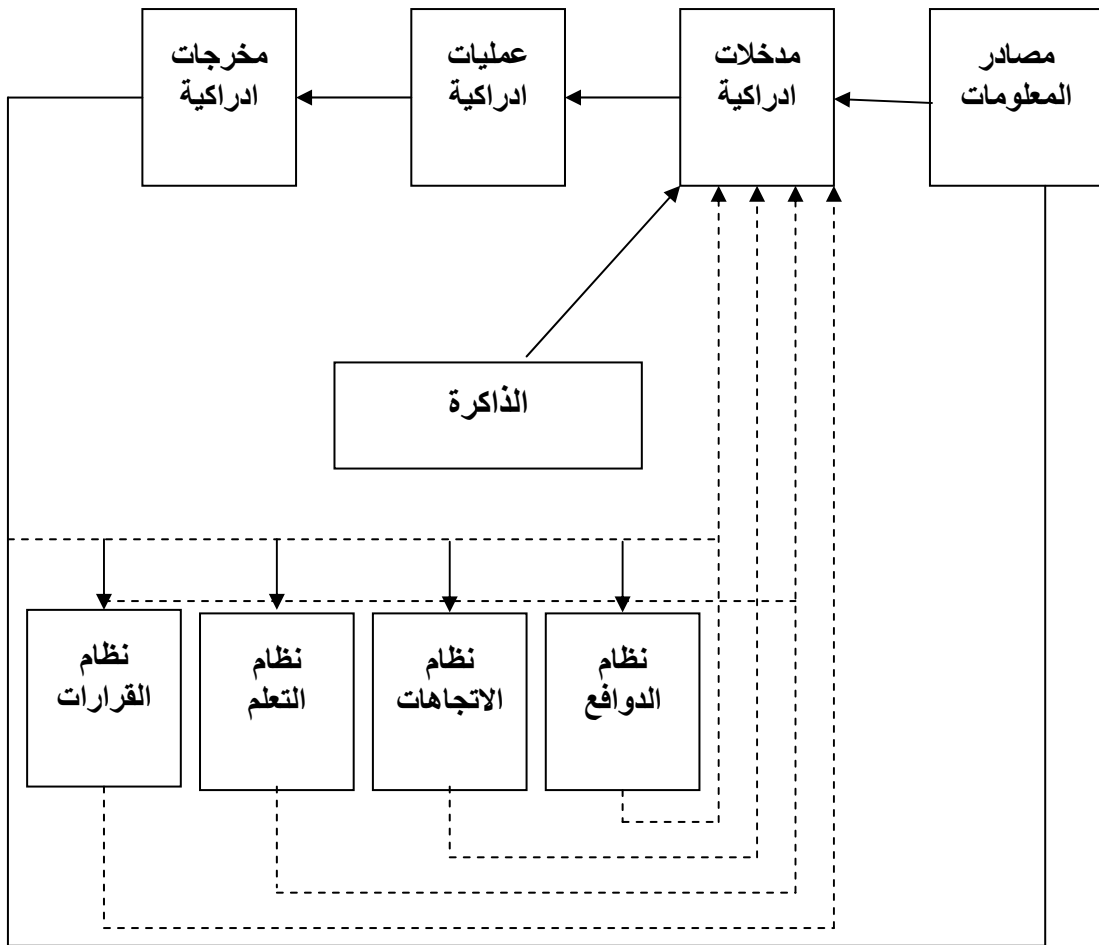 مصادر
المعلومات
مدخلات
ادراكية
عمليات
ادراكية
مخرجات
ادراكية
الذاكرة
نظام
الدوافع
نظام
الاتجاهات
نظام
التعلم
نظام
القرارات